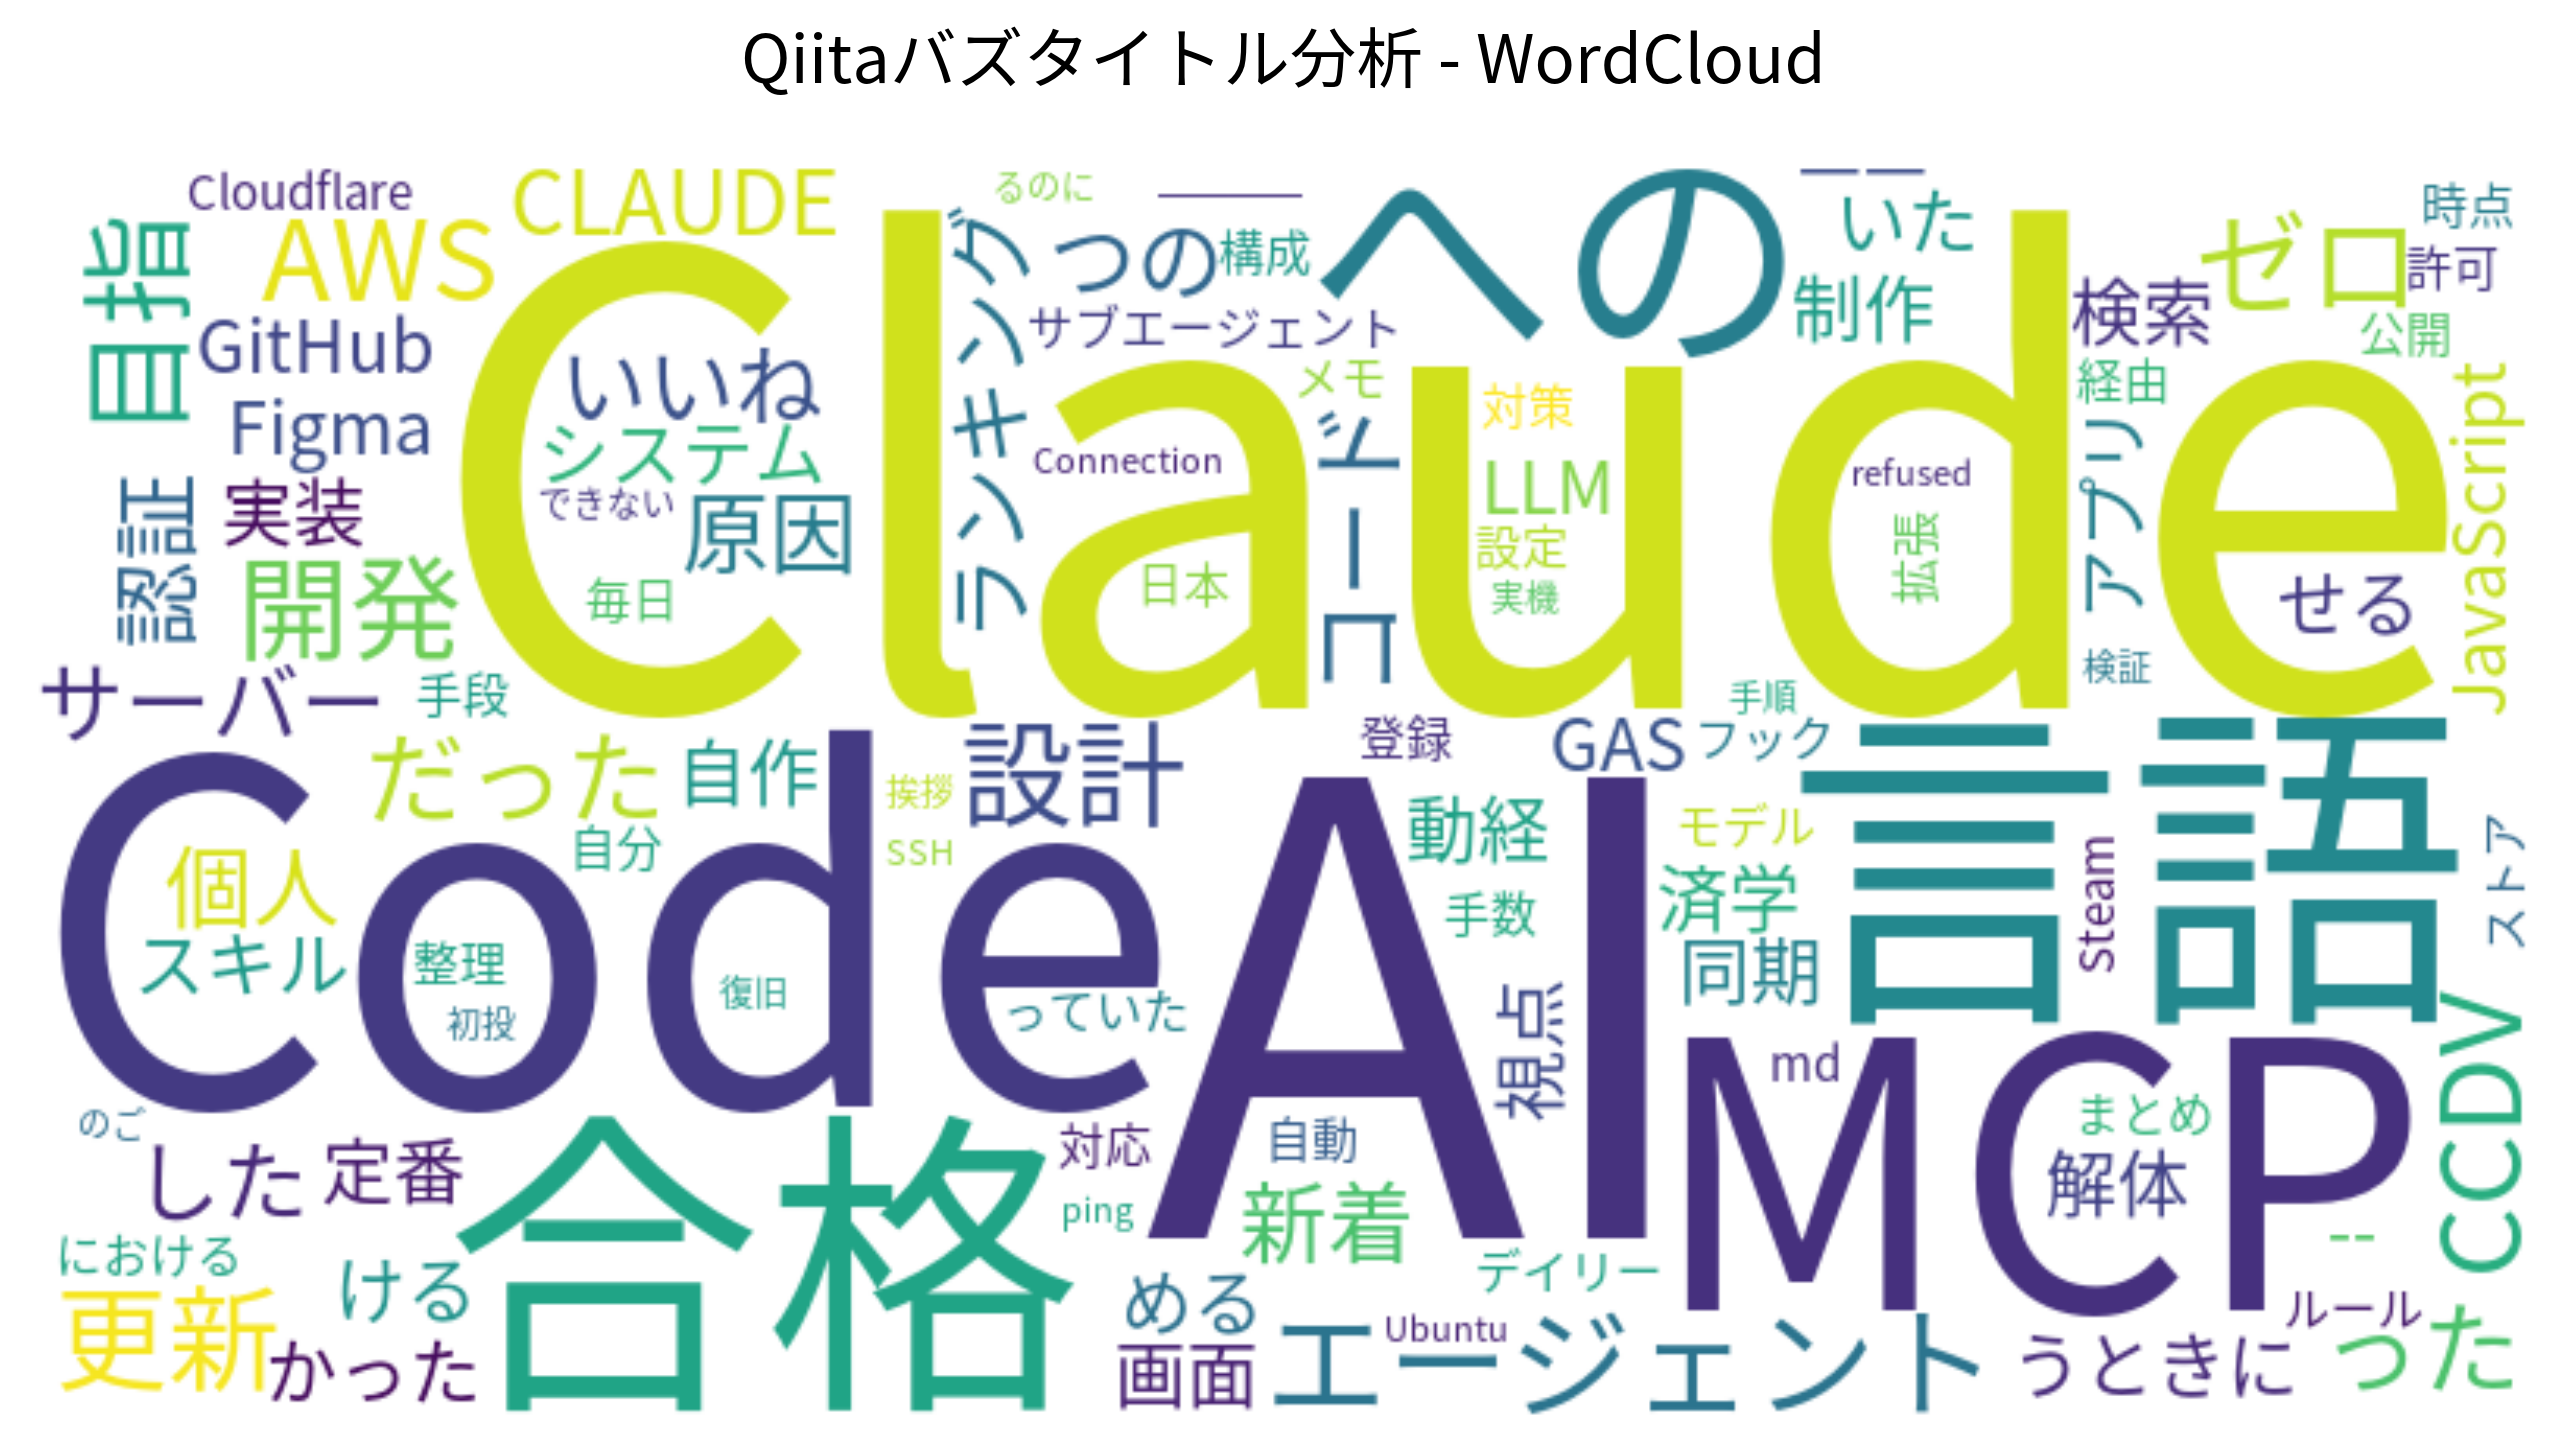 Qiitaバズタイトル分析 - WordCloud
Cloudflare
CLAUDE
るのに
いた
時点
目指
AWS
ランキング
つの
構成
への
制作
検索
ゼロ
許可
GitHub
サブエージェント
公開
Claude
いいね
メモ
対策
経由
JavaScript
Figma
システム
Connection
コード
LLM
refused
アプリ
認証
実装
できない
原因
設定
拡張
開発
毎日
日本
実機
せる
サーバー
手段
検証
手順
だった
自作
挨拶
設計
登録
GAS
フック
言語
Code
自分
SSH
動経
モデル
Steam
ストア
個人
手数
済学
スキル
整理
復旧
同期
初投
っていた
AI
視点
MCP
md
CCDV
のご
した
定番
合格
対応
自動
まとめ
解体
ping
新着
における
ける
める
デイリー
--
更新
かった
画面
エージェント
Ubuntu
うときに
ルール
った